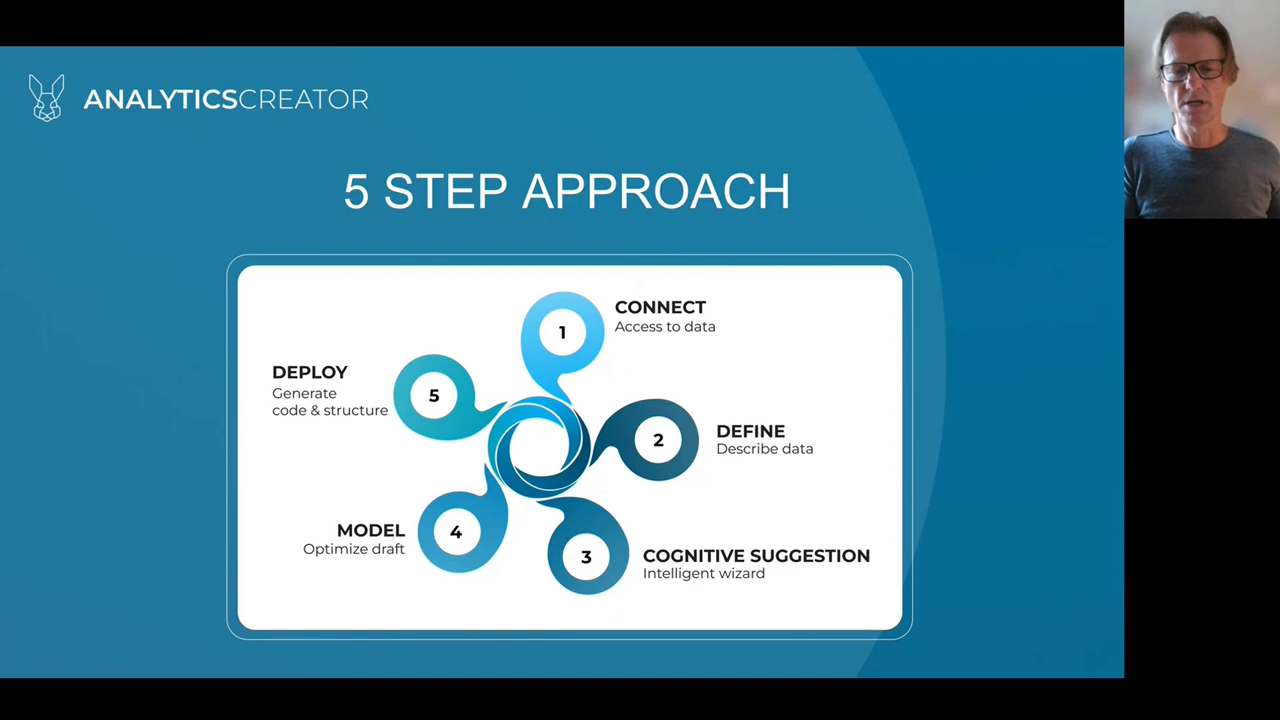 ANALYTICSCREATOR
5 STEP APPROACH
1
CONNECT
Access to data
2
DEFINE
Describe data
3
COGNITIVE SUGGESTION
Intelligent wizard
4
MODEL
Optimize draft
5
DEPLOY
Generate
code & structure